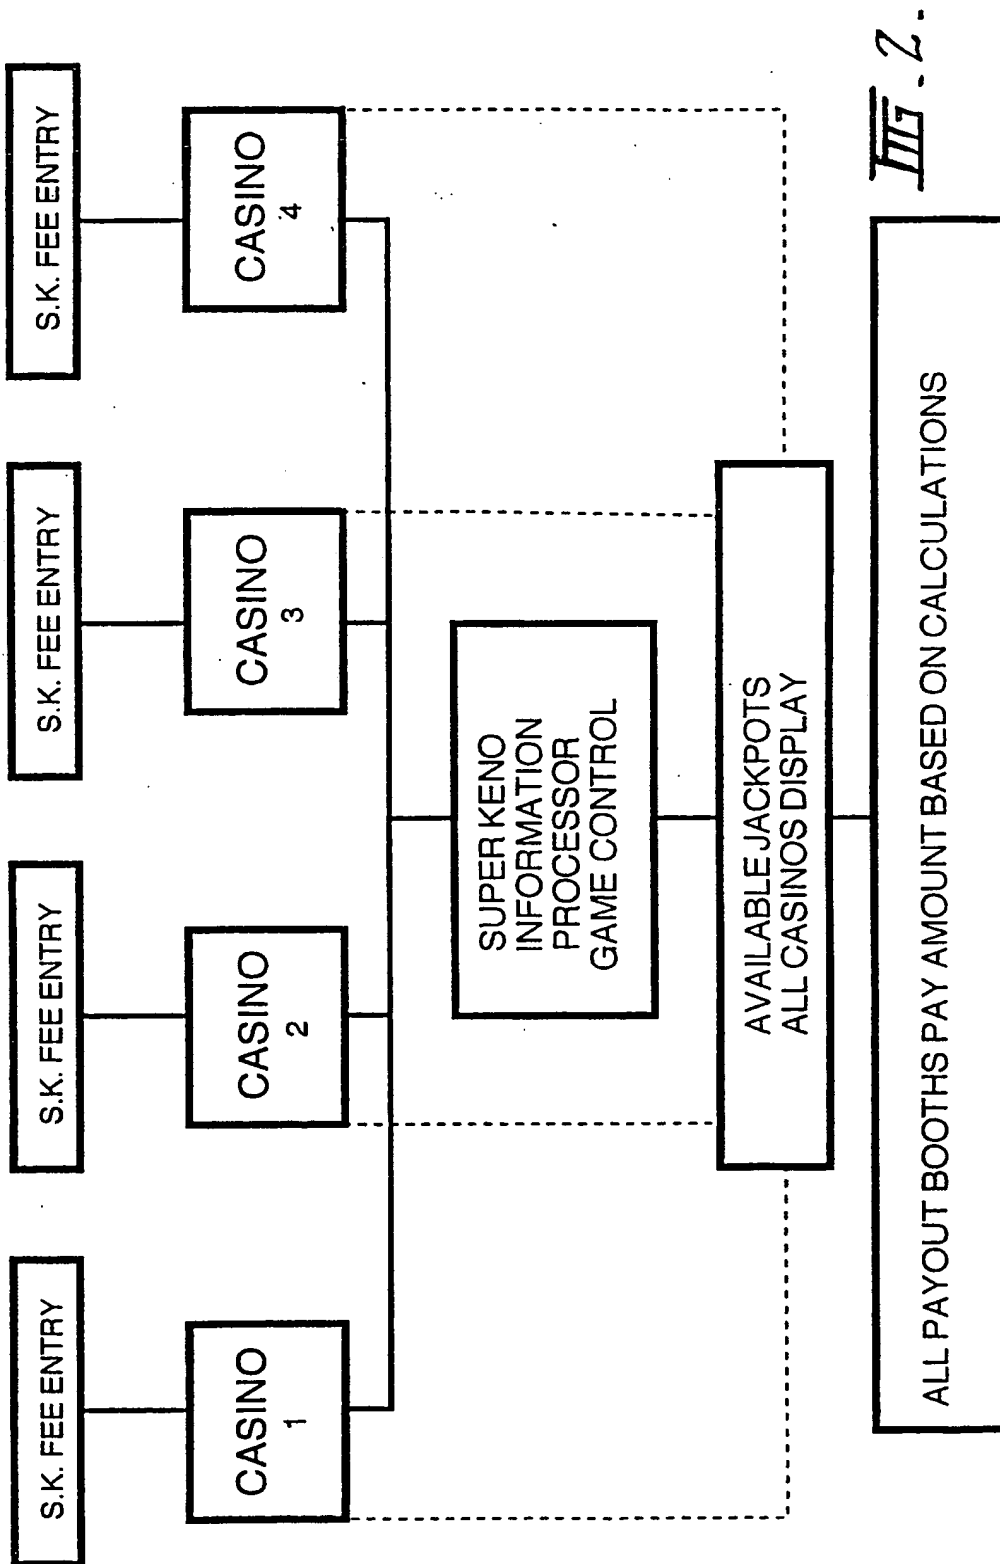 S.K. FEE ENTRY
S.K. FEE ENTRY
S.K. FEE ENTRY
S.K. FEE ENTRY
CASINO
1
CASINO
2
CASINO
3
CASINO
4
SUPER KENO
INFORMATION
PROCESSOR
GAME CONTROL
AVAILABLE JACKPOTS
ALL CASINOS DISPLAY
ALL PAYOUT BOOTHS PAY AMOUNT BASED ON CALCULATIONS
FIG. 2.